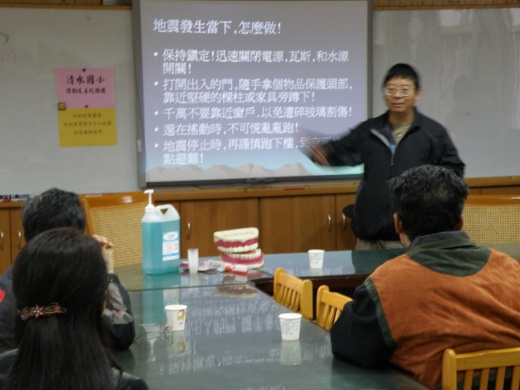 地震發生當下,怎麼做!
• 保持鎮定!迅速關閉電源,瓦斯,和水源
開關!
• 打開出入的門,隨手拿個物品保護頭部,
靠近堅硬的樑柱或家具旁蹲下!
• 千萬不要靠近窗戶,以免遭碎玻璃割傷!
• 還在搖動時,不可慌亂亂跑!
• 地震停止時,再謹慎跑下樓,到
點避難!
清水國小